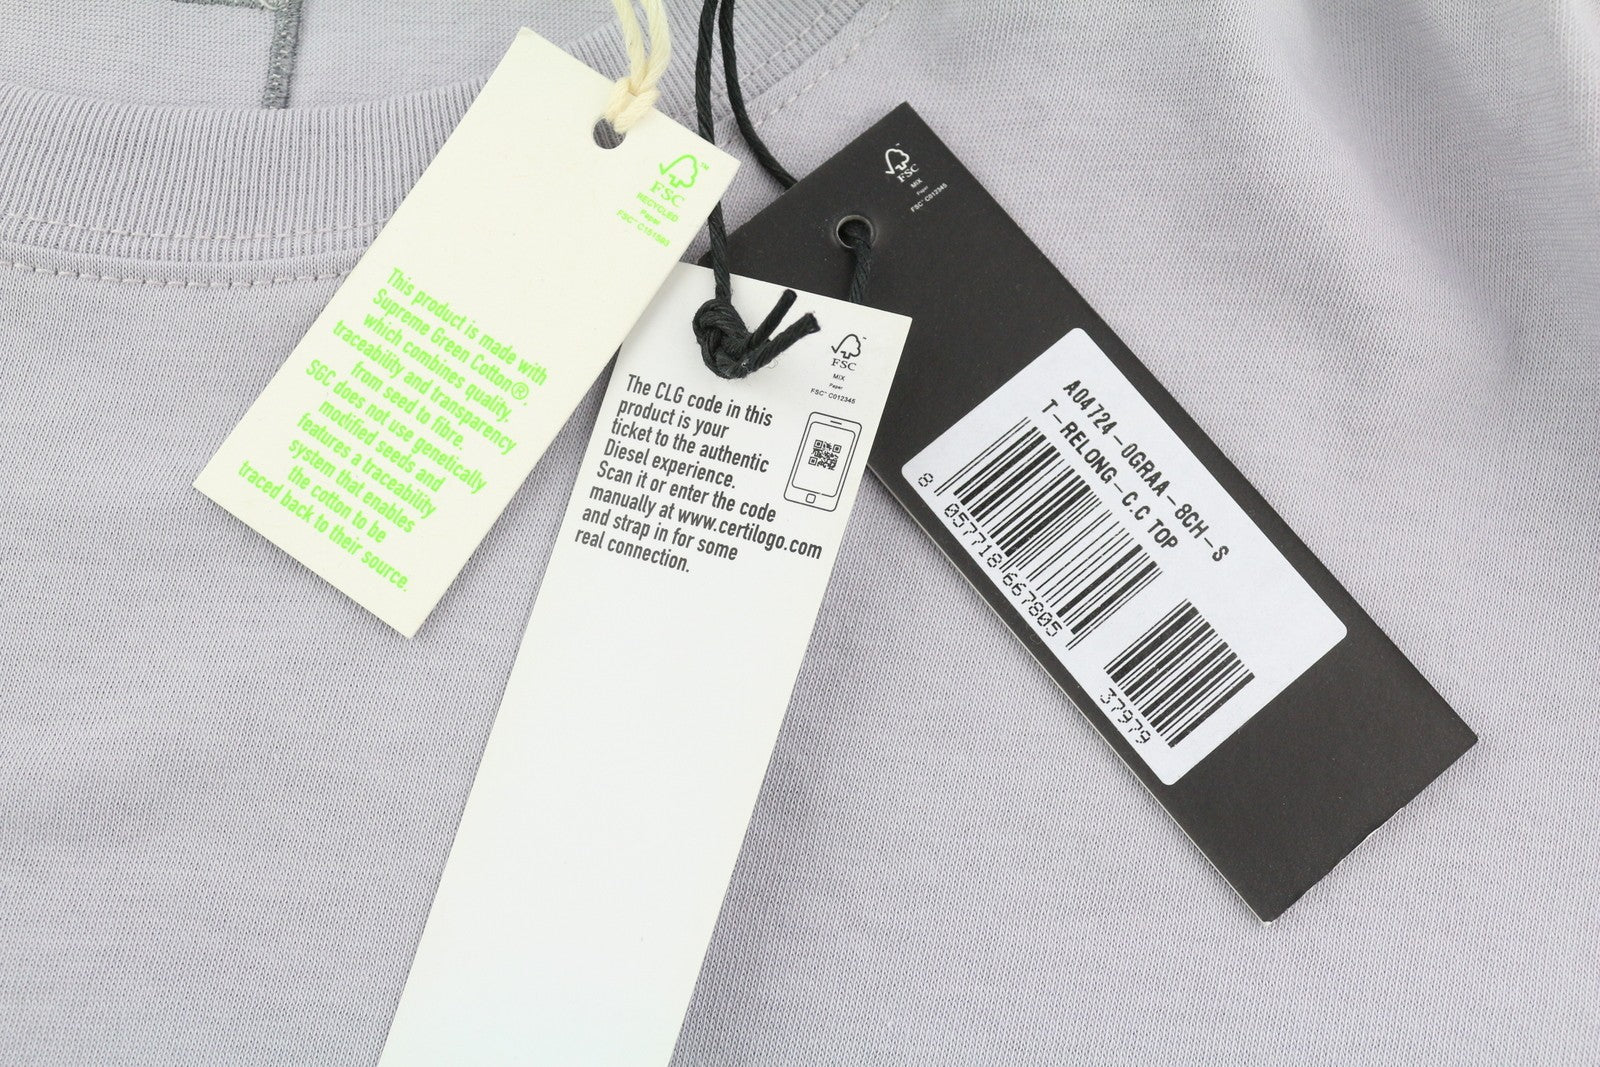 FSC™
RECYCLED
Paper
This product is made with
Supreme Green Cotton®,
which combines quality,
traceability and transparency
from seed to fibre.
SGC does not use genetically
modified seeds and
features a traceability
system that enables
the cotton to be
traced back to their source.
FSC
MIX
Paper
FSC™ C012345
The CLG code in this
product is your
ticket to the authentic
Diesel experience.
Scan it or enter the code
manually at www.certilogo.com
and strap in for some
real connection.
FSC
MIX
Paper
FSC™ C012345
A04724-0GRAA-8CH-S
T-RELONG-C.C TOP
8 057718 667805
37979